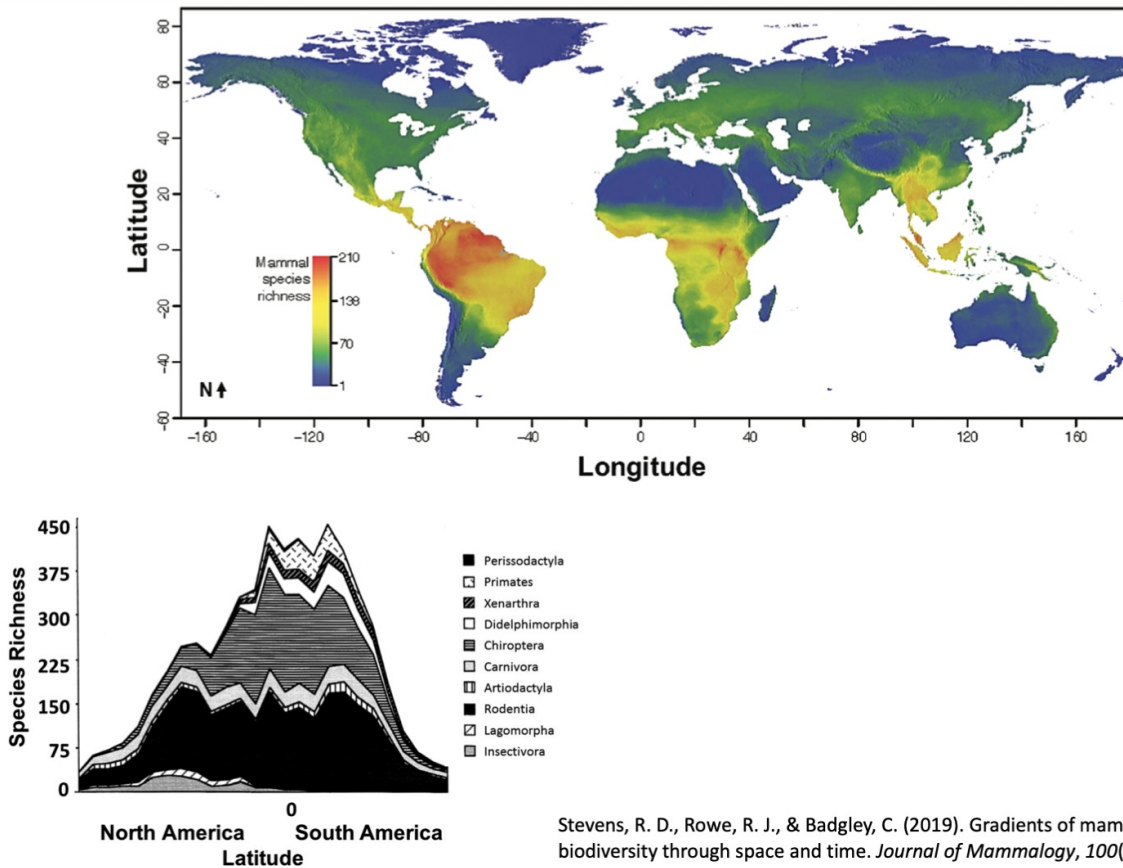 80
60
40
20
0
−20
−40
−60
Latitude
Mammal
species
richness
210
138
70
1
N
−160
−120
−80
−40
0
40
80
120
160
Longitude
450
375
300
225
150
75
0
Species Richness
0
North America
South America
Latitude
Perissodactyla
Primates
Xenarthra
Didelphimorphia
Chiroptera
Carnivora
Artiodactyla
Rodentia
Lagomorpha
Insectivora
Stevens, R. D., Rowe, R. J., & Badgley, C. (2019). Gradients of mam
biodiversity through space and time. Journal of Mammalogy, 100(